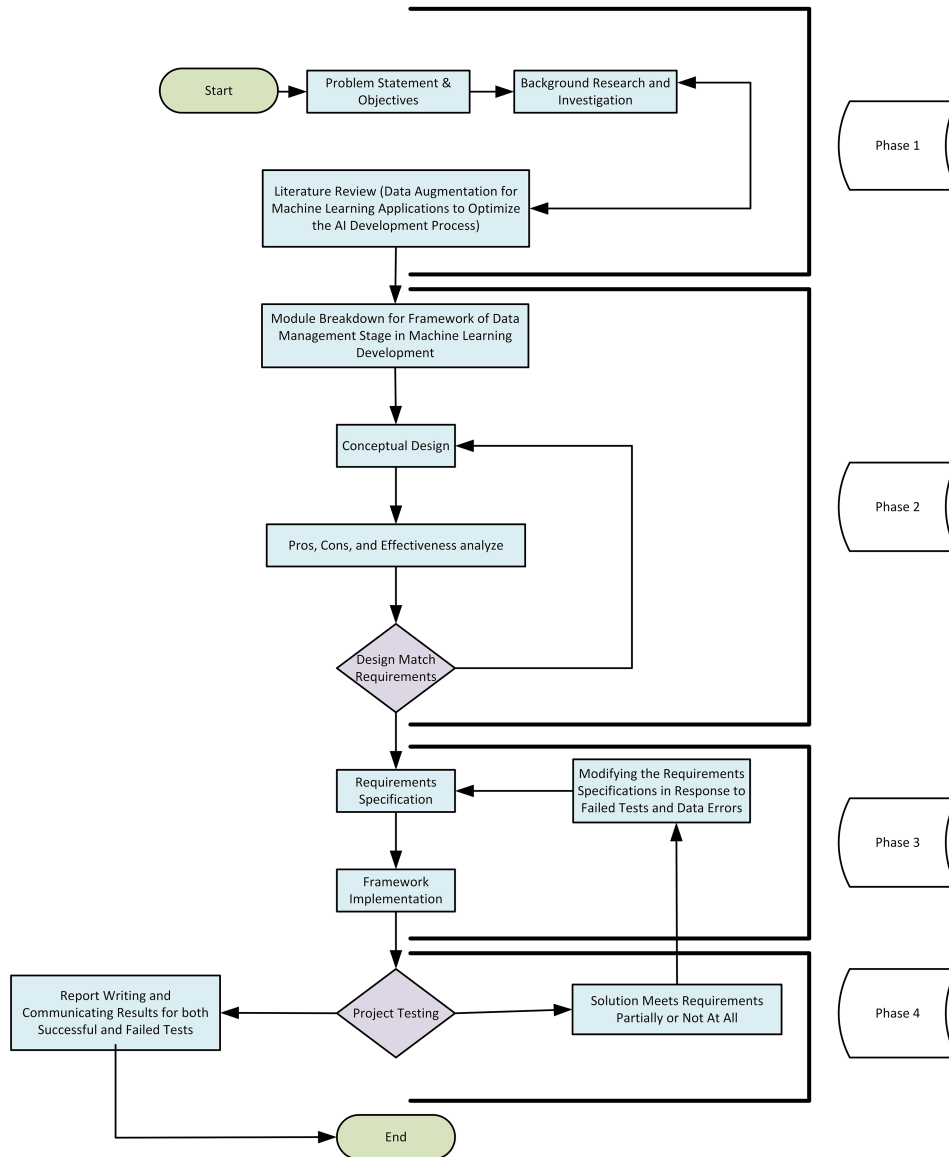 Start
Problem Statement &
Objectives
Background Research and
Investigation
Phase 1
Literature Review (Data Augmentation for
Machine Learning Applications to Optimize
the AI Development Process)
Module Breakdown for Framework of Data
Management Stage in Machine Learning
Development
Conceptual Design
Phase 2
Pros, Cons, and Effectiveness analyze
Design Match
Requirements
Requirements
Specification
Modifying the Requirements
Specifications in Response to
Failed Tests and Data Errors
Phase 3
Framework
Implementation
Report Writing and
Communicating Results for both
Successful and Failed Tests
Project Testing
Solution Meets Requirements
Partially or Not At All
Phase 4
End